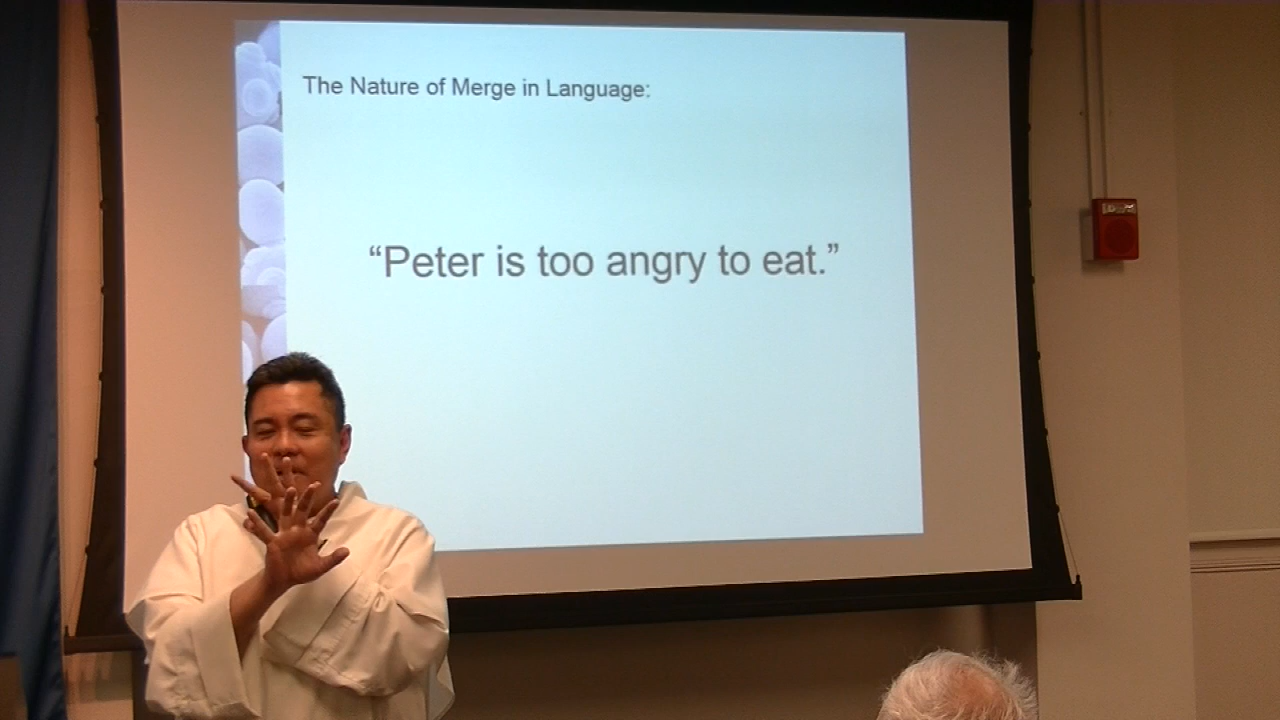 The Nature of Merge in Language:
“Peter is too angry to eat.”